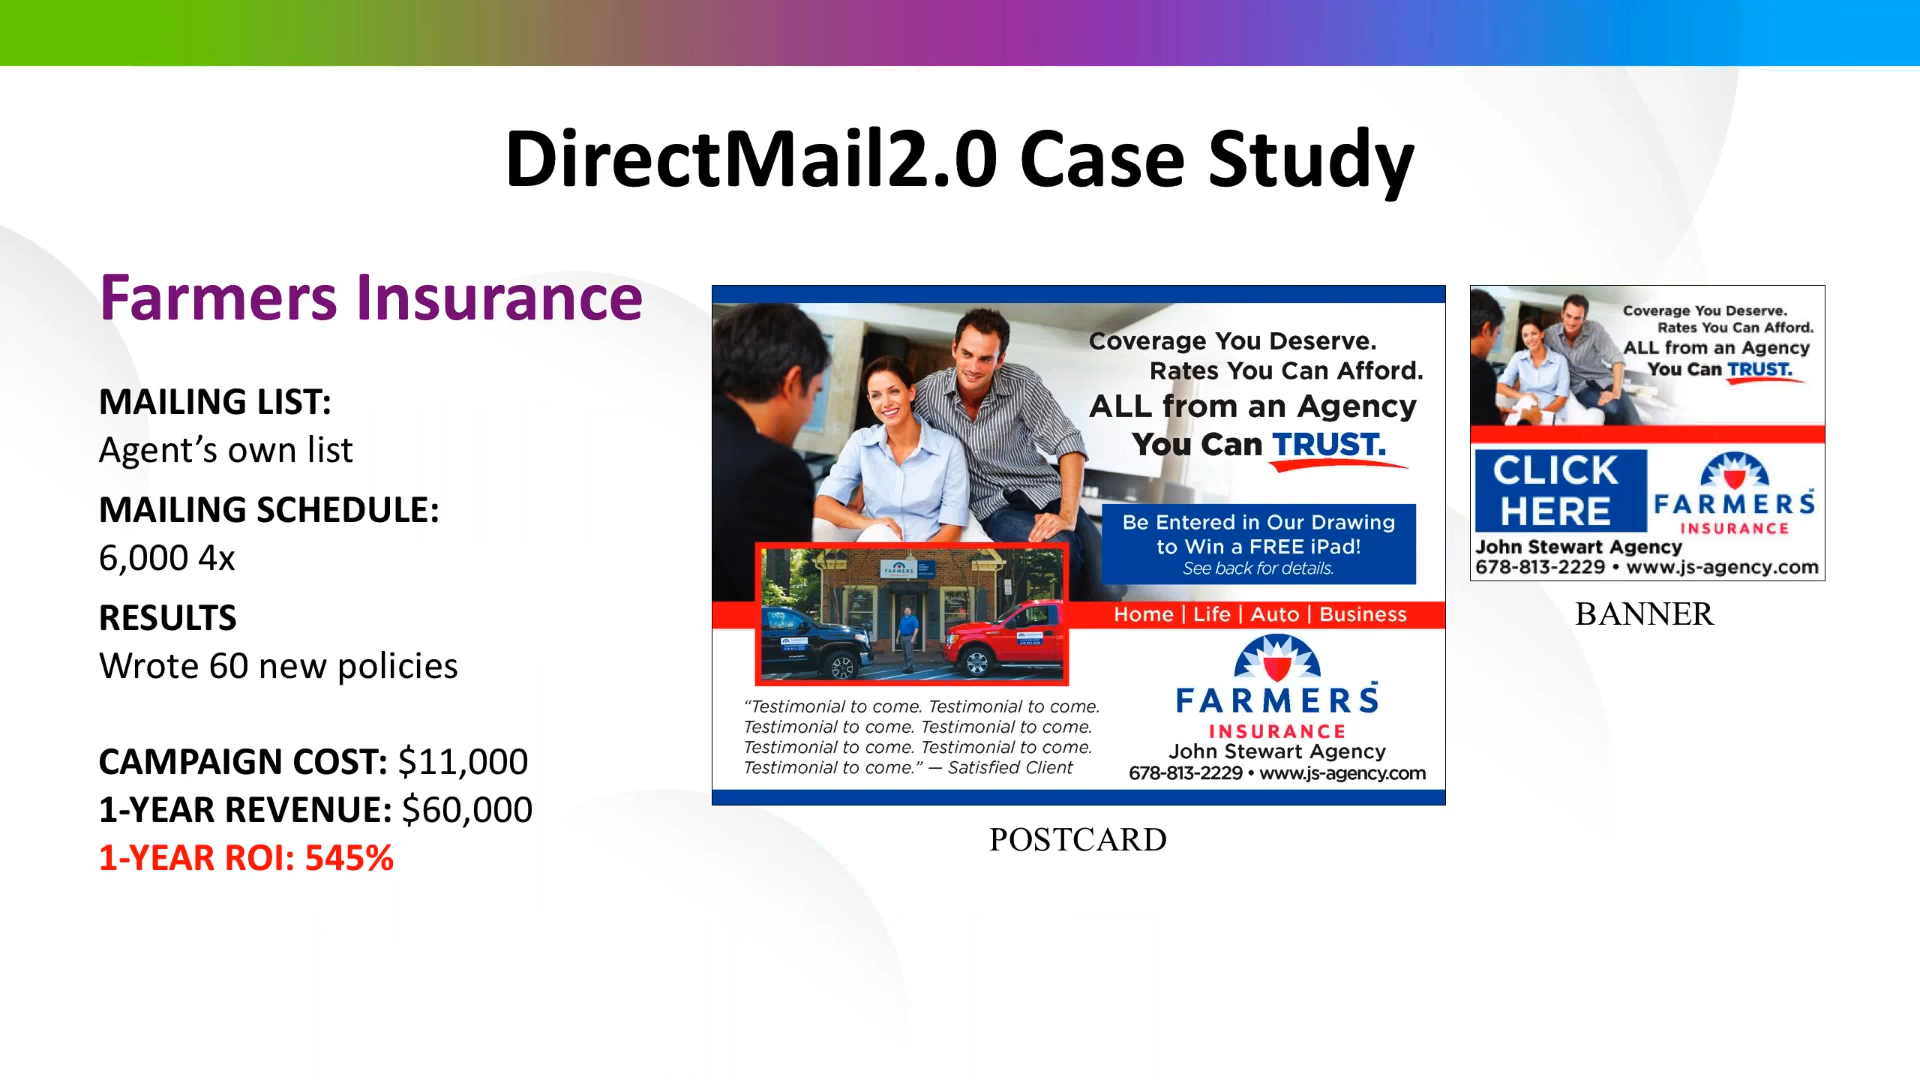 DirectMail2.0 Case Study
Farmers Insurance
MAILING LIST:
Agent’s own list
MAILING SCHEDULE:
6,000 4x
RESULTS
Wrote 60 new policies
CAMPAIGN COST: $11,000
1-YEAR REVENUE: $60,000
1-YEAR ROI: 545%
Coverage You Deserve.
Rates You Can Afford.
ALL from an Agency
You Can TRUST.
Be Entered in Our Drawing
to Win a FREE iPad!
See back for details.
FARMERS
Home | Life | Auto | Business
FARMERS
INSURANCE
John Stewart Agency
678-813-2229 • www.js-agency.com
“Testimonial to come. Testimonial to come.
Testimonial to come. Testimonial to come.
Testimonial to come. Testimonial to come.
Testimonial to come.” — Satisfied Client
POSTCARD
Coverage You Deserve.
Rates You Can Afford.
ALL from an Agency
You Can TRUST.
CLICK
HERE
FARMERS
INSURANCE
John Stewart Agency
678-813-2229 • www.js-agency.com
BANNER